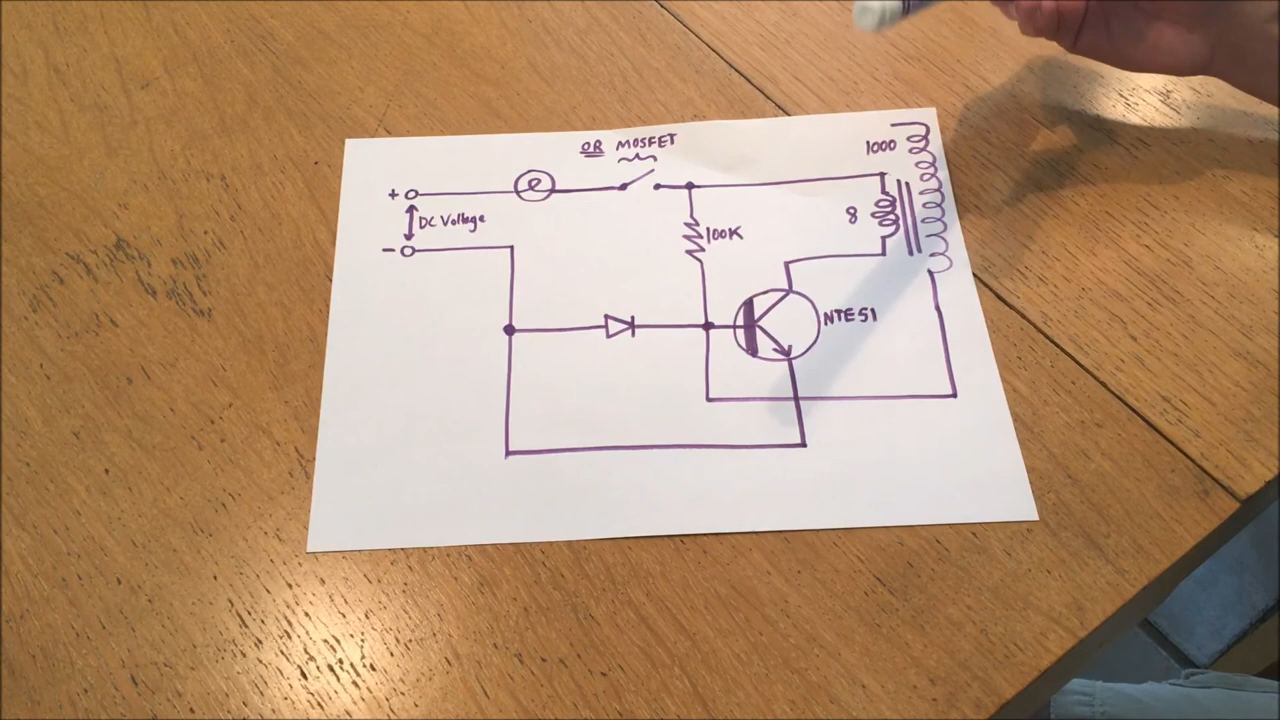 OR MOSFET
1000
+
DC Voltage
-
8
100K
NTE51